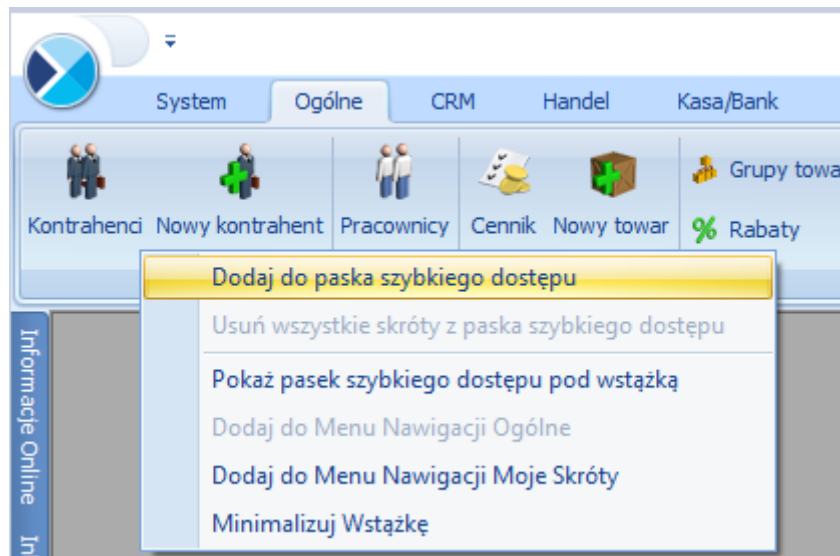 System Ogólne CRM Handel Kasa/Bank
Kontrahenci Nowy kontrahent Pracownicy Cennik Nowy towar
Grupy towa
% Rabaty
Dodaj do paska szybkiego dostępu
Usuń wszystkie skróty z paska szybkiego dostępu
Pokaż pasek szybkiego dostępu pod wstążką
Dodaj do Menu Nawigacji Ogólne
Dodaj do Menu Nawigacji Moje Skróty
Minimalizuj Wstążkę
Informacje Online
In